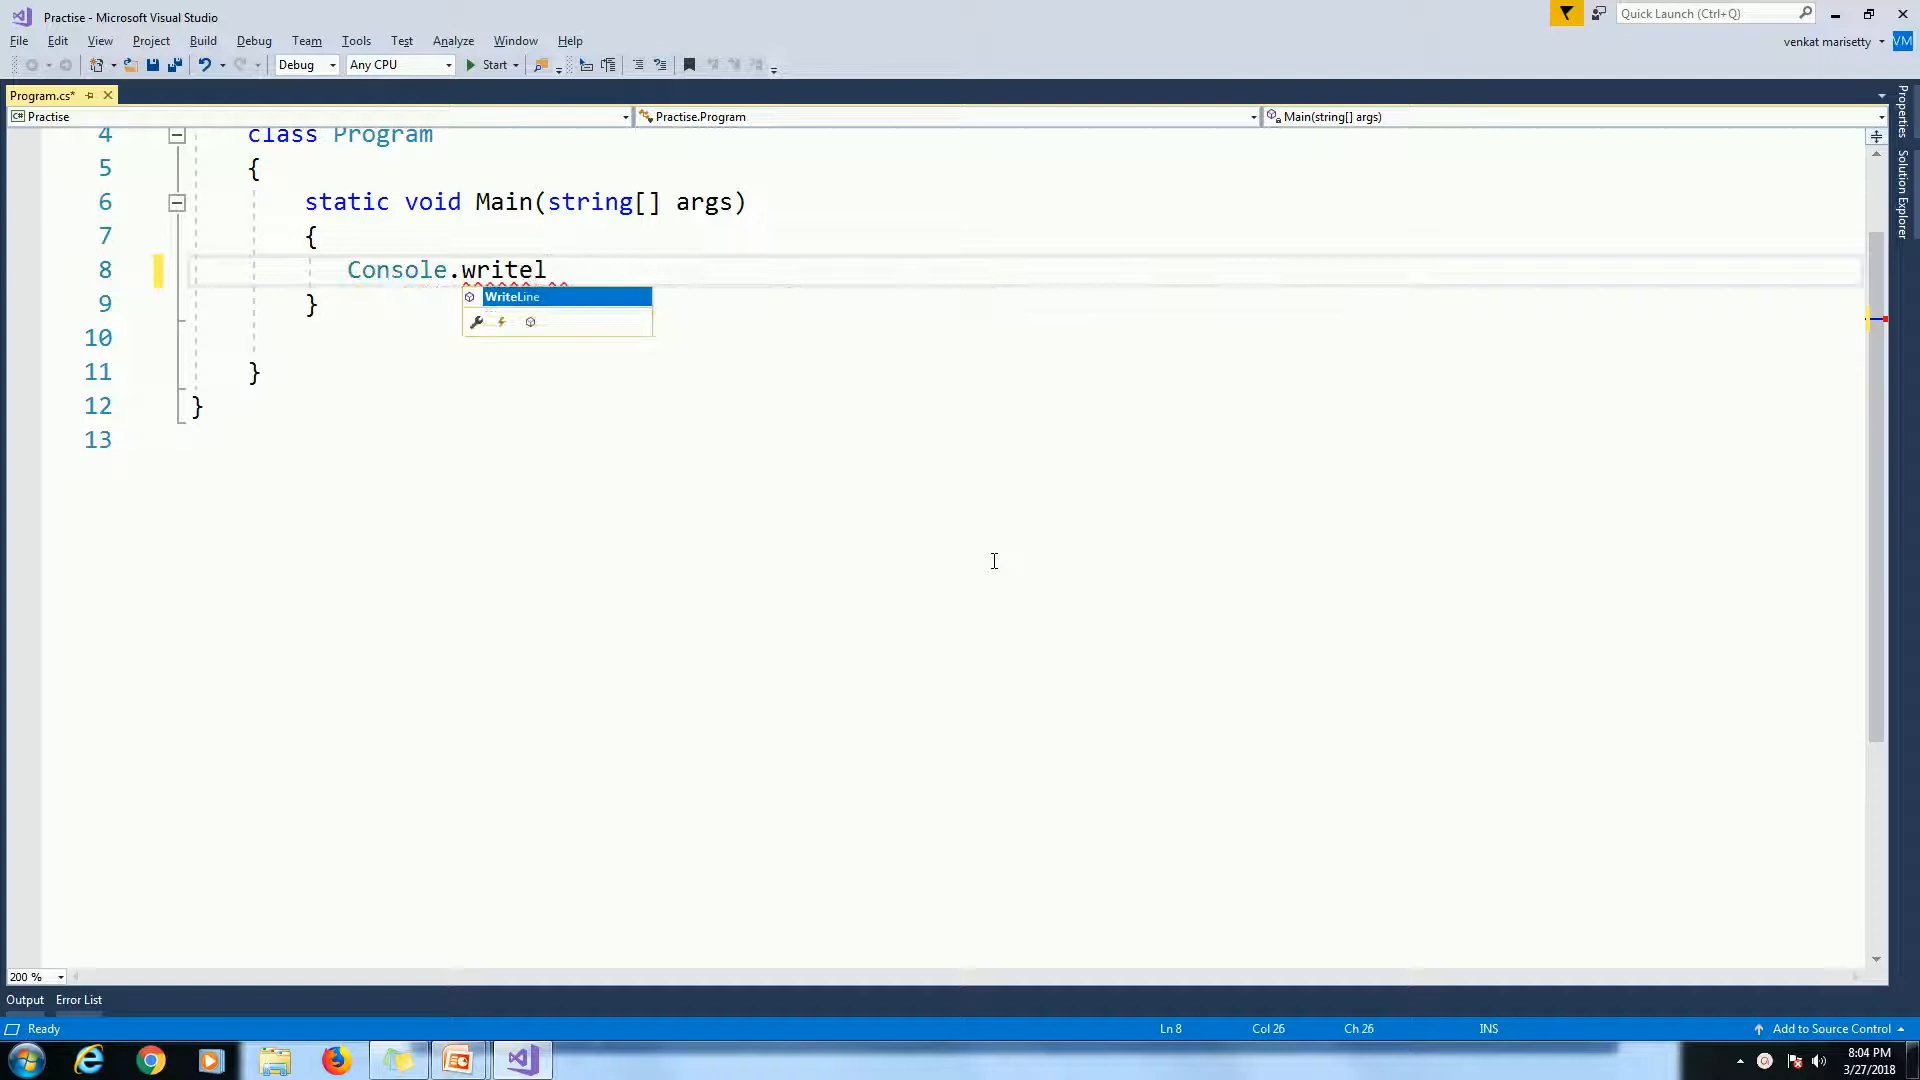 Practise - Microsoft Visual Studio
Quick Launch (Ctrl+Q)
File Edit View Project Build Debug Team Tools Test Analyze Window Help
venkat marisetty VM
Debug Any CPU Start
Program.cs*
C# Practise Practise.Program Main(string[] args)
Properties
Solution Explorer
4 class Program
5 {
6 static void Main(string[] args)
7 {
8 Console.writel
WriteLine
9 }
10
11 }
12 }
13
200 %
Output Error List
Ready Ln 8 Col 26 Ch 26 INS Add to Source Control
8:04 PM
3/27/2018